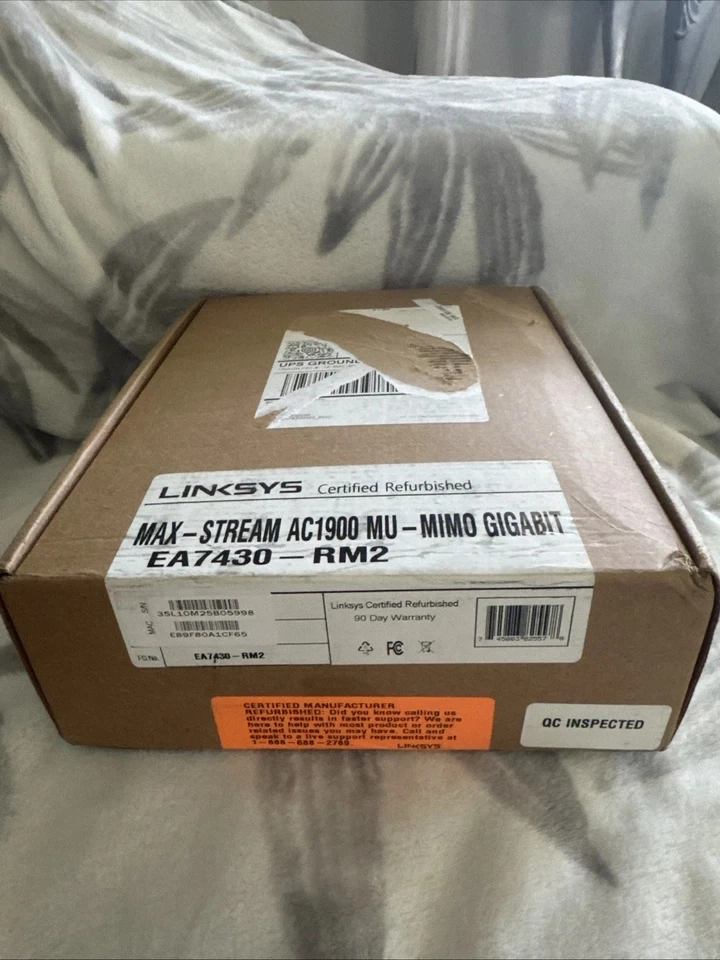 UPS GROUND
LINKSYS Certified Refurbished
MAX-STREAM AC1900 MU-MIMO GIGABIT
EA7430-RM2
S/N
35L10M25B05998
MAC
E89F80A1CF65
EA7430-RM2
Linksys Certified Refurbished
90 Day Warranty
FC
CERTIFIED MANUFACTURER
REFURBISHED: Did you know calling us
directly results in faster support? We are
here to help with most product or order
related issues you may have. Call and
speak to a live support representative at
LINKSYS
QC INSPECTED